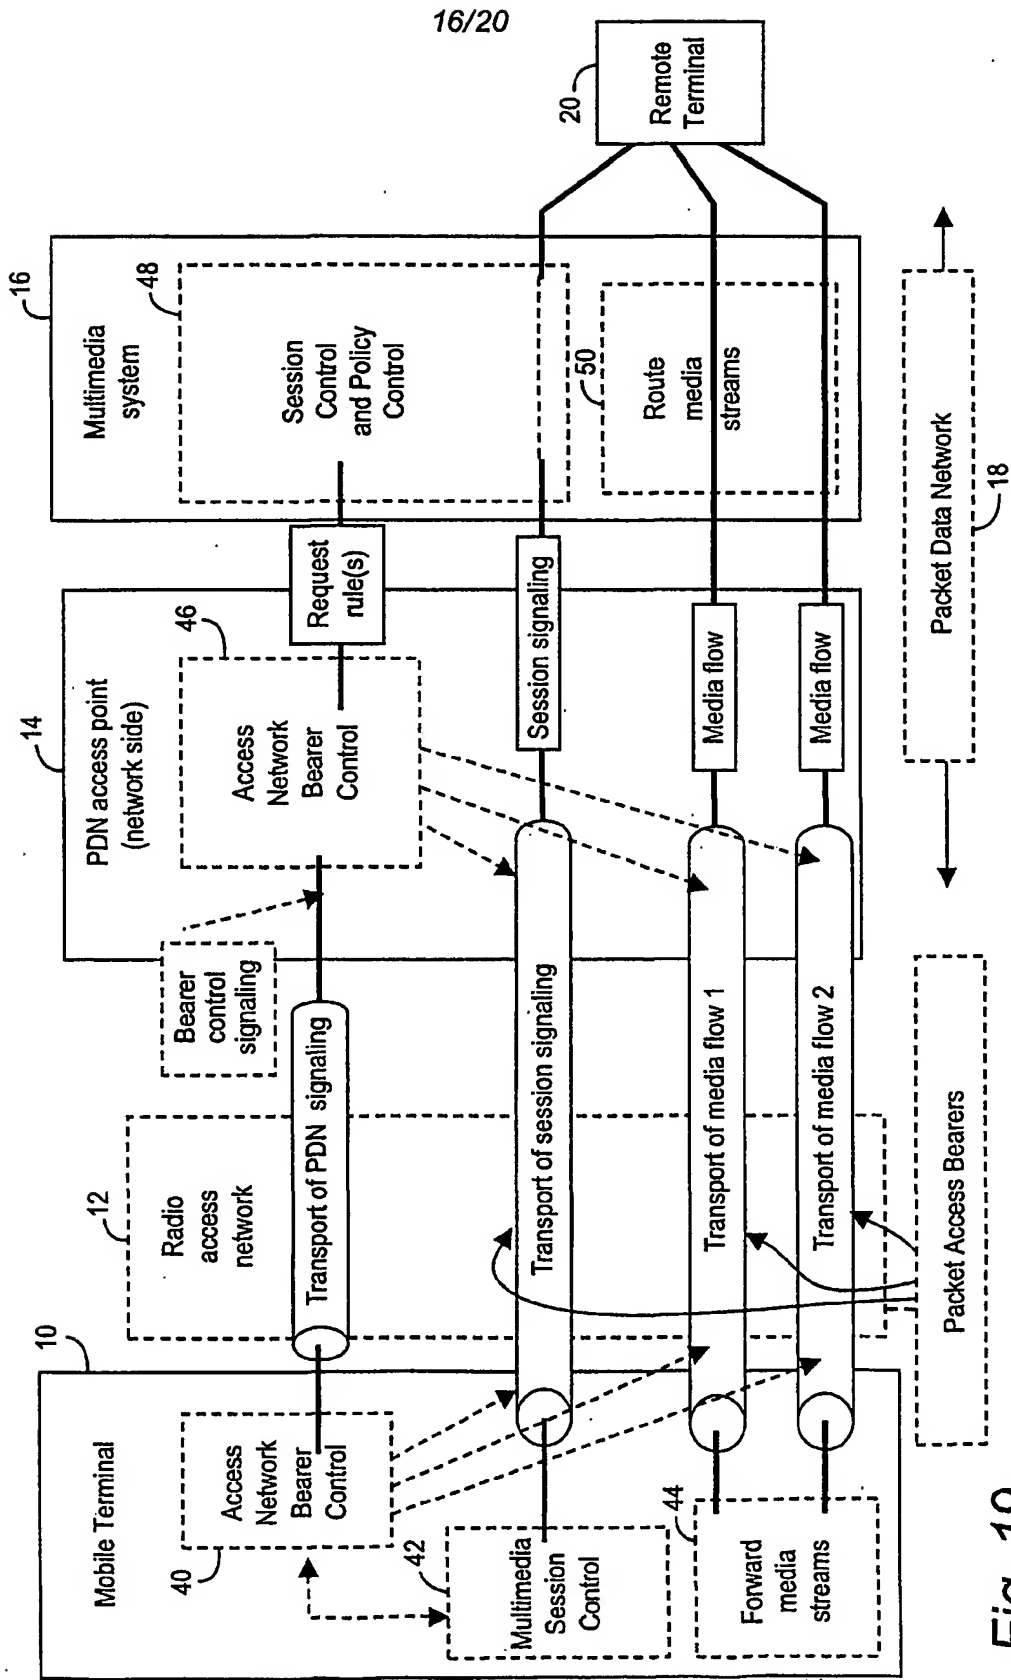 16/20
Mobile Terminal
10
Access
Network
Bearer
Control
40
Multimedia
Session
Control
42
Forward
media
streams
44
12
Radio
access
network
Transport of PDN signaling
Bearer
control
signaling
Transport of session signaling
Transport of media flow 1
Transport of media flow 2
Packet Access Bearers
14
PDN access point
(network side)
46
Access
Network
Bearer
Control
Request
rule(s)
Session signaling
Media flow
Media flow
16
Multimedia
system
48
Session
Control
and Policy
Control
50
Route
media
streams
20
Remote
Terminal
Packet Data Network
18
Fig. 19